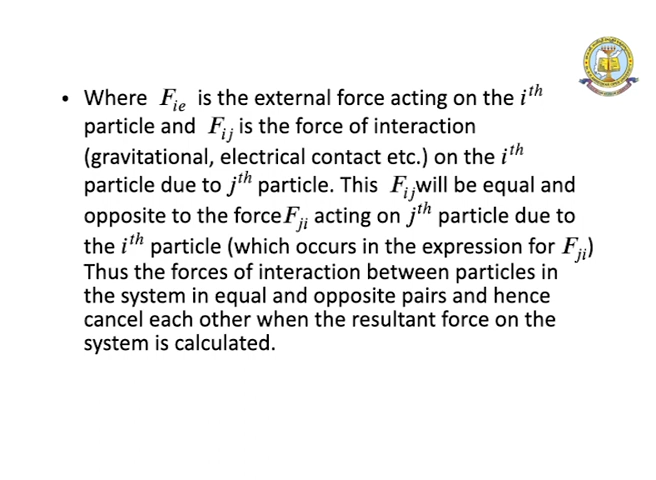 • Where F_ie is the external force acting on the i^th
particle and F_ij is the force of interaction
(gravitational, electrical contact etc.) on the i^th
particle due to j^th particle. This F_ij will be equal and
opposite to the force F_ji acting on j^th particle due to
the i^th particle (which occurs in the expression for F_ji)
Thus the forces of interaction between particles in
the system in equal and opposite pairs and hence
cancel each other when the resultant force on the
system is calculated.